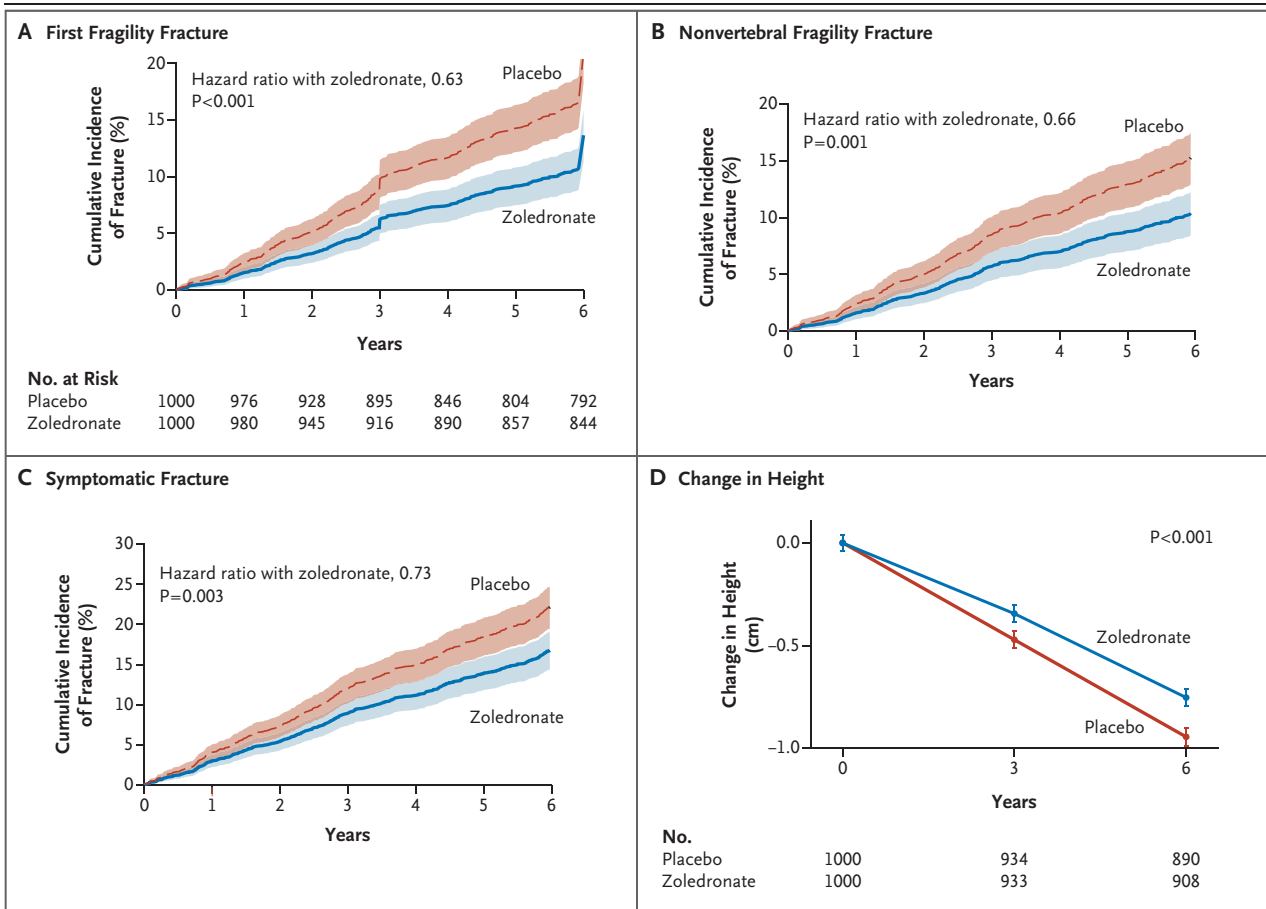 A First Fragility Fracture
Cumulative Incidence
of Fracture (%)
20
15
10
5
0
Hazard ratio with zoledronate, 0.63
P<0.001
Placebo
Zoledronate
0 1 2 3 4 5 6
Years
No. at Risk
Placebo 1000 976 928 895 846 804 792
Zoledronate 1000 980 945 916 890 857 844
B Nonvertebral Fragility Fracture
Cumulative Incidence
of Fracture (%)
20
15
10
5
0
Hazard ratio with zoledronate, 0.66
P=0.001
Placebo
Zoledronate
0 1 2 3 4 5 6
Years
C Symptomatic Fracture
Cumulative Incidence
of Fracture (%)
30
25
20
15
10
5
0
Hazard ratio with zoledronate, 0.73
P=0.003
Placebo
Zoledronate
0 1 2 3 4 5 6
Years
D Change in Height
Change in Height
(cm)
0.0
−0.5
−1.0
P<0.001
Zoledronate
Placebo
0 3 6
Years
No.
Placebo 1000 934 890
Zoledronate 1000 933 908